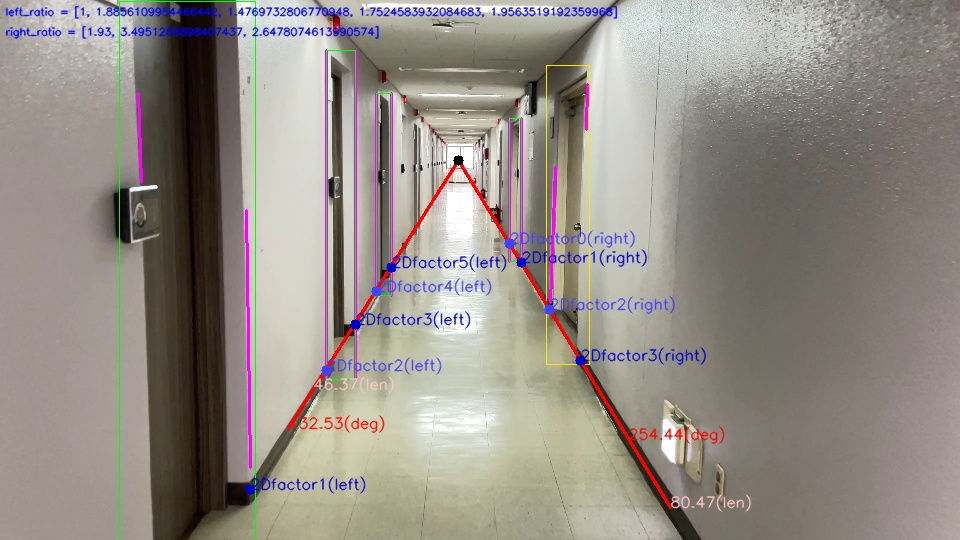 left_ratio = [1, 1.8856109954466442, 1.4769732806770948, 1.7524583932084683, 1.9563519192359968]
right_ratio = [1.93, 3.4951268898407437, 2.6478074613990574]
2Dfactor0(right)
2Dfactor5(left)
2Dfactor1(right)
2Dfactor4(left)
2Dfactor2(right)
2Dfactor3(left)
2Dfactor3(right)
2Dfactor2(left)
46.37(len)
32.53(deg)
254.44(deg)
2Dfactor1(left)
80.47(len)